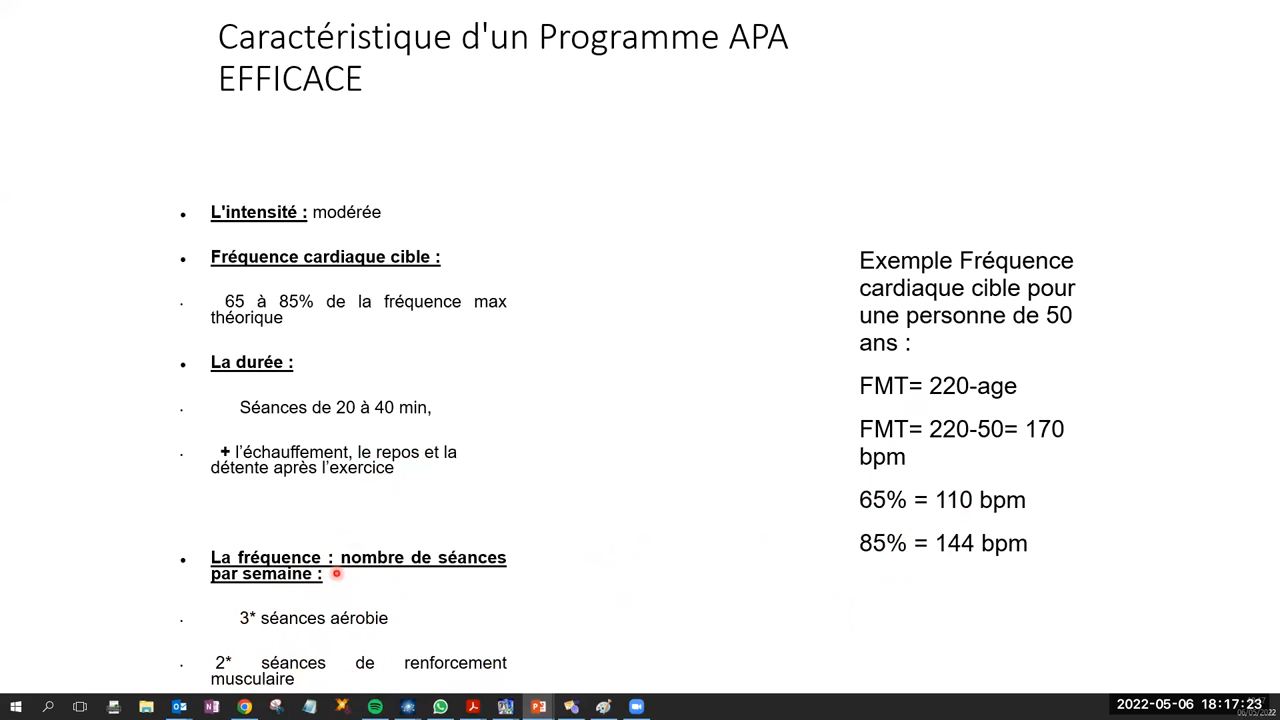 Caractéristique d'un Programme APA
EFFICACE
L'intensité : modérée
Fréquence cardiaque cible :
65 à 85% de la fréquence max
théorique
La durée :
Séances de 20 à 40 min,
+ l’échauffement, le repos et la
détente après l’exercice
La fréquence : nombre de séances
par semaine :
3* séances aérobie
2* séances de renforcement
musculaire
Exemple Fréquence
cardiaque cible pour
une personne de 50
ans :
FMT= 220-age
FMT= 220-50= 170
bpm
65% = 110 bpm
85% = 144 bpm
2022-05-06 18:17:23